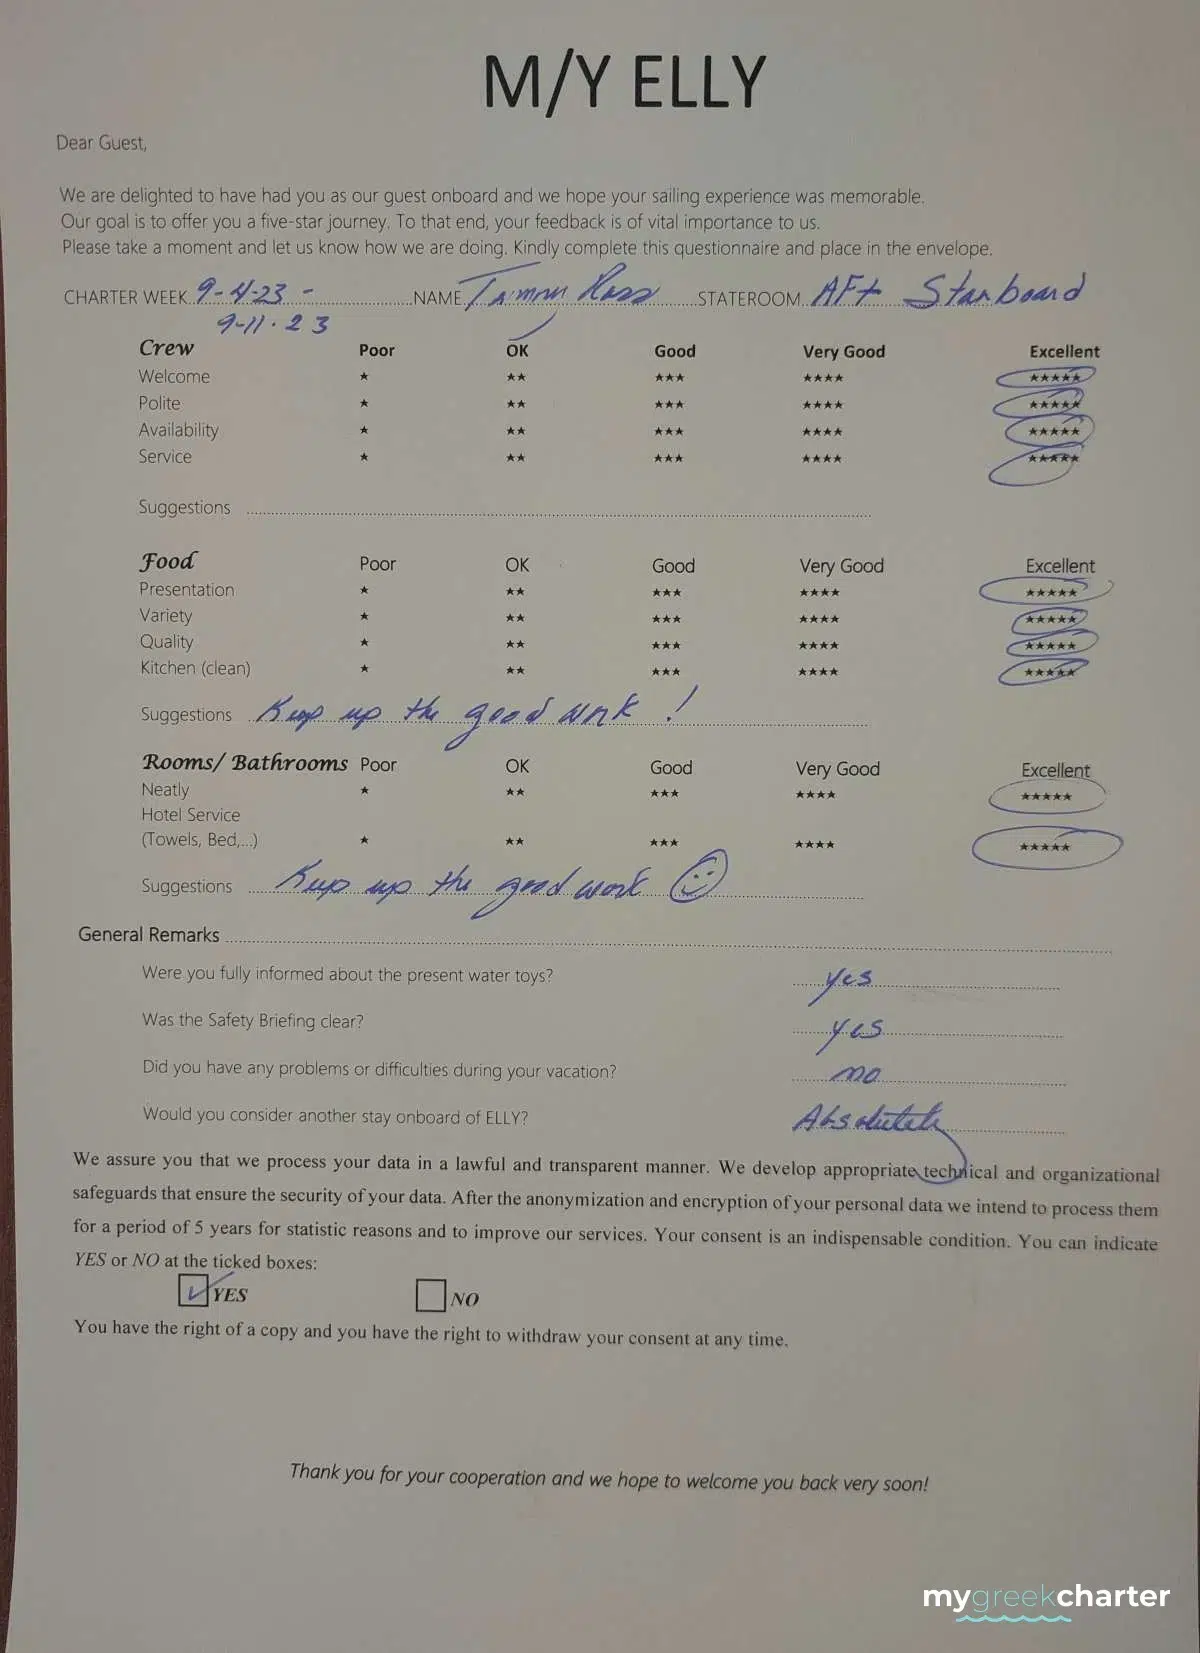 M/Y ELLY
Dear Guest,
We are delighted to have had you as our guest onboard and we hope your sailing experience was memorable.
Our goal is to offer you a five-star journey. To that end, your feedback is of vital importance to us.
Please take a moment and let us know how we are doing. Kindly complete this questionnaire and place in the envelope.
CHARTER WEEK 9-4-23 - NAME Tammy Ross STATEROOM AFt Starboard
9-11-23
Crew Poor OK Good Very Good Excellent
Welcome ★ ★★ ★★★ ★★★★ ★★★★★
Polite ★ ★★ ★★★ ★★★★ ★★★★★
Availability ★ ★★ ★★★ ★★★★ ★★★★★
Service ★ ★★ ★★★ ★★★★ ★★★★★
Suggestions
Food Poor OK Good Very Good Excellent
Presentation ★ ★★ ★★★ ★★★★ ★★★★★
Variety ★ ★★ ★★★ ★★★★ ★★★★★
Quality ★ ★★ ★★★ ★★★★ ★★★★★
Kitchen (clean) ★ ★★ ★★★ ★★★★ ★★★★★
Suggestions Keep up the good work !
Rooms/ Bathrooms Poor OK Good Very Good Excellent
Neatly ★ ★★ ★★★ ★★★★ ★★★★★
Hotel Service
(Towels, Bed,...) ★ ★★ ★★★ ★★★★ ★★★★★
Suggestions Keep up the good work ☺
General Remarks
Were you fully informed about the present water toys? yes
Was the Safety Briefing clear? yes
Did you have any problems or difficulties during your vacation? no
Would you consider another stay onboard of ELLY? Absolutely
We assure you that we process your data in a lawful and transparent manner. We develop appropriate technical and organizational
safeguards that ensure the security of your data. After the anonymization and encryption of your personal data we intend to process them
for a period of 5 years for statistic reasons and to improve our services. Your consent is an indispensable condition. You can indicate
YES or NO at the ticked boxes:
☑ YES ☐ NO
You have the right of a copy and you have the right to withdraw your consent at any time.
Thank you for your cooperation and we hope to welcome you back very soon!
mygreekcharter